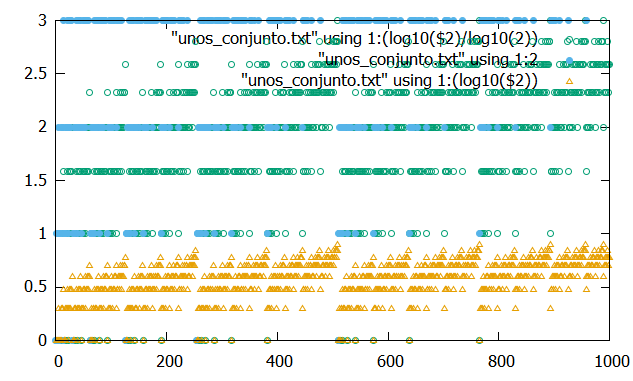 3
"unos_conjunto.txt" using 1:(log10($2)/log10(2))
"unos_conjunto.txt" using 1:2
2.5
"unos_conjunto.txt" using 1:(log10($2))
2
1.5
1
0.5
0
0 200 400 600 800 1000